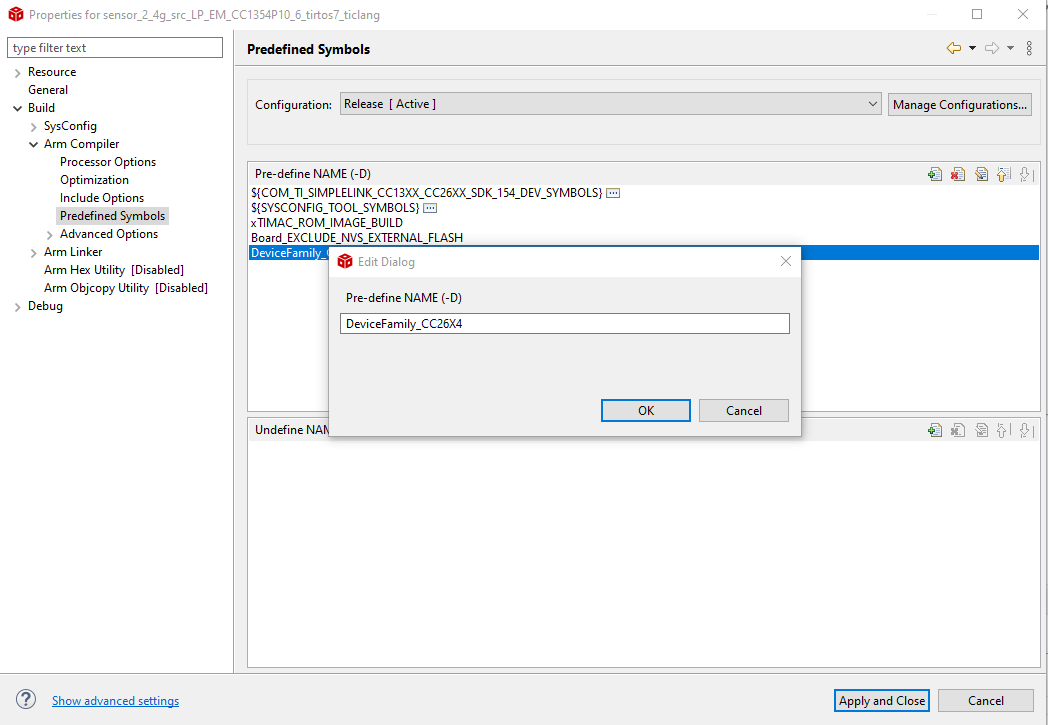 Properties for sensor_2_4g_src_LP_EM_CC1354P10_6_tirtos7_ticlang
type filter text
Predefined Symbols
Resource
General
Build
SysConfig
Arm Compiler
Processor Options
Optimization
Include Options
Predefined Symbols
Advanced Options
Arm Linker
Arm Hex Utility [Disabled]
Arm Objcopy Utility [Disabled]
Debug
Configuration:
Release [ Active ]
Manage Configurations...
Pre-define NAME (-D)
${COM_TI_SIMPLELINK_CC13XX_CC26XX_SDK_154_DEV_SYMBOLS}
${SYSCONFIG_TOOL_SYMBOLS}
xTIMAC_ROM_IMAGE_BUILD
Board_EXCLUDE_NVS_EXTERNAL_FLASH
DeviceFamily_
Edit Dialog
Pre-define NAME (-D)
DeviceFamily_CC26X4
OK
Cancel
Undefine NAM
Show advanced settings
Apply and Close
Cancel